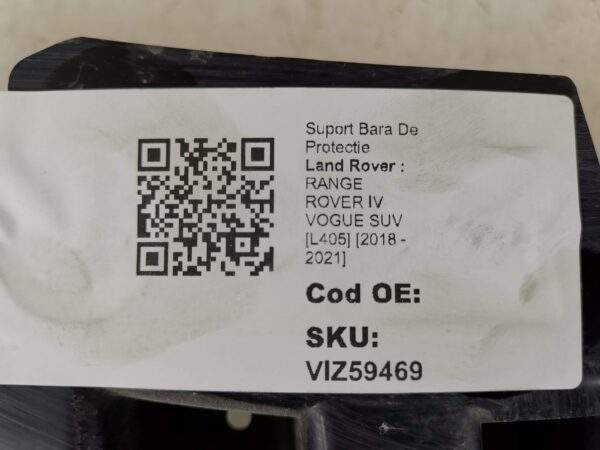 Suport Bara De
Protectie
Land Rover :
RANGE
ROVER IV
VOGUE SUV
[L405] [2018 -
2021]
Cod OE:
SKU:
VIZ59469